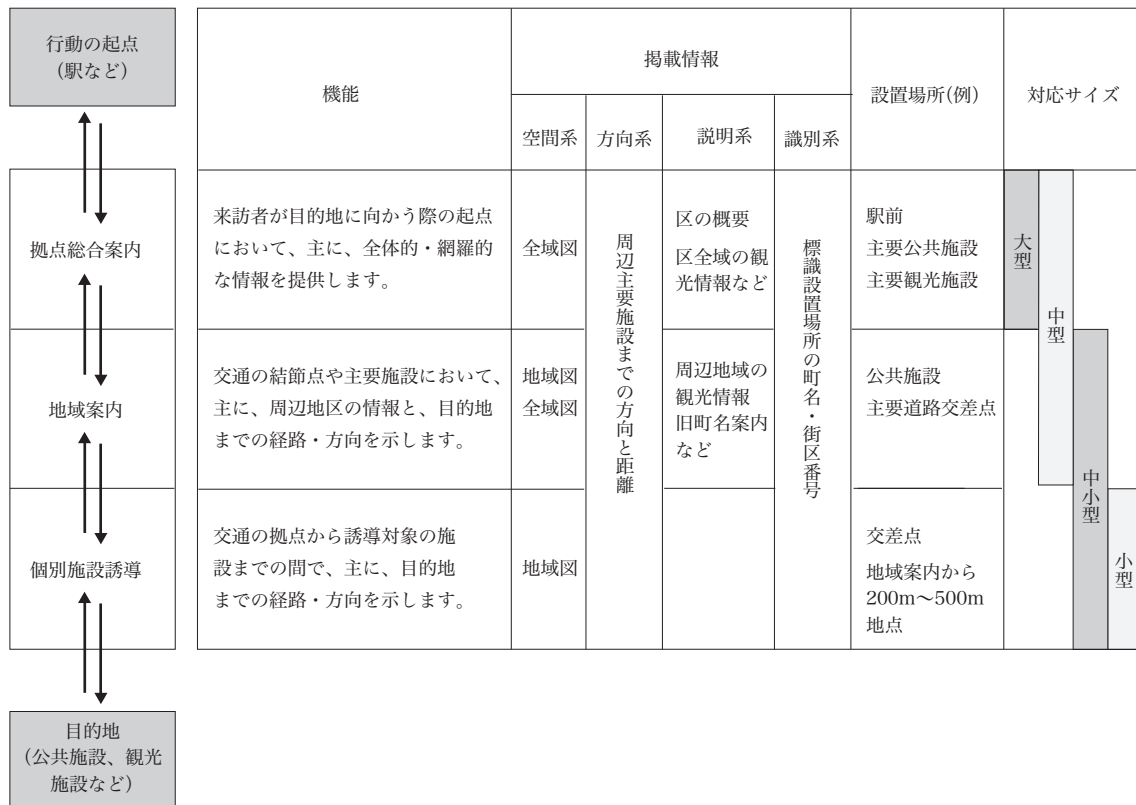 行動の起点
(駅など)
機能
掲載情報
空間系
方向系
説明系
識別系
設置場所(例)
対応サイズ
拠点総合案内
来訪者が目的地に向かう際の起点
において、主に、全体的・網羅的
な情報を提供します。
全域図
周辺主要施設までの方向と距離
区の概要
区全域の観
光情報など
標識設置場所の町名・街区番号
駅前
主要公共施設
主要観光施設
大型
中型
地域案内
交通の結節点や主要施設において、
主に、周辺地区の情報と、目的地
までの経路・方向を示します。
地域図
全域図
周辺地域の
観光情報
旧町名案内
など
公共施設
主要道路交差点
中小型
個別施設誘導
交通の拠点から誘導対象の施
設までの間で、主に、目的地
までの経路・方向を示します。
地域図
交差点
地域案内から
200m〜500m
地点
小型
目的地
(公共施設、観光
施設など)